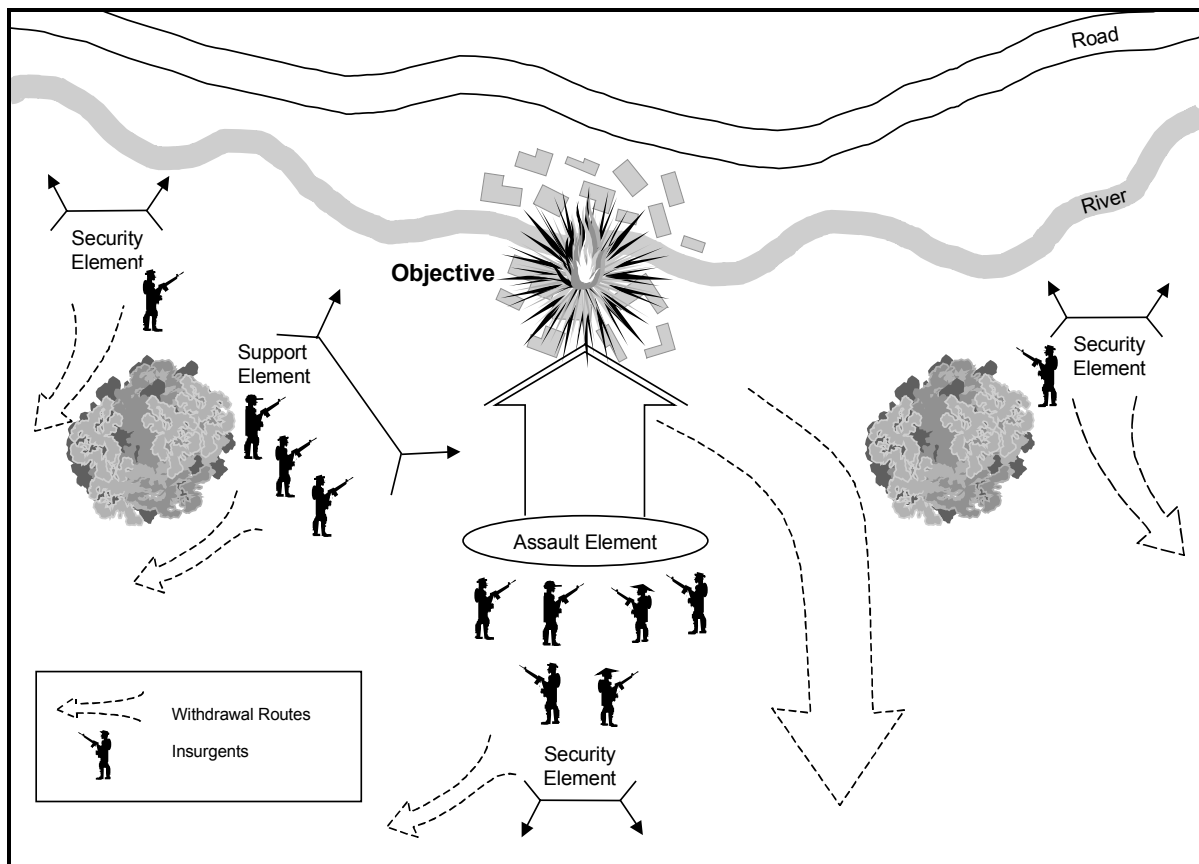 Road
River
Security
Element
Objective
Support
Element
Security
Element
Assault Element
Security
Element
Withdrawal Routes
Insurgents